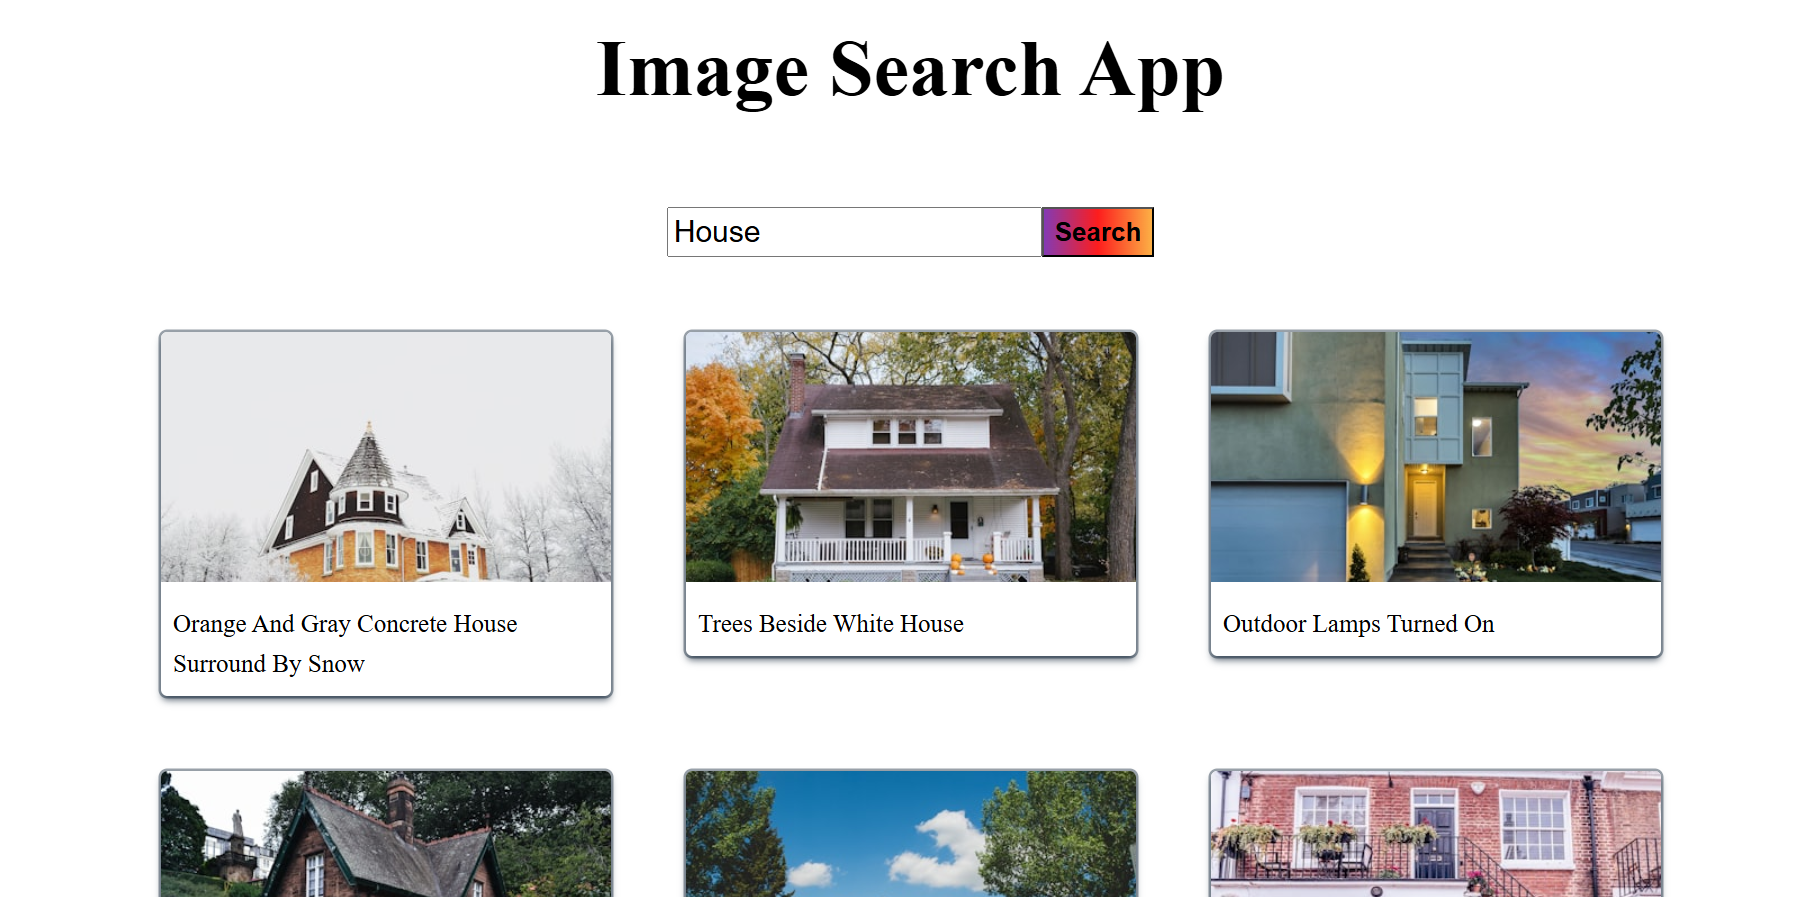 Image Search App
House
Search
Orange And Gray Concrete House
Surround By Snow
Trees Beside White House
Outdoor Lamps Turned On